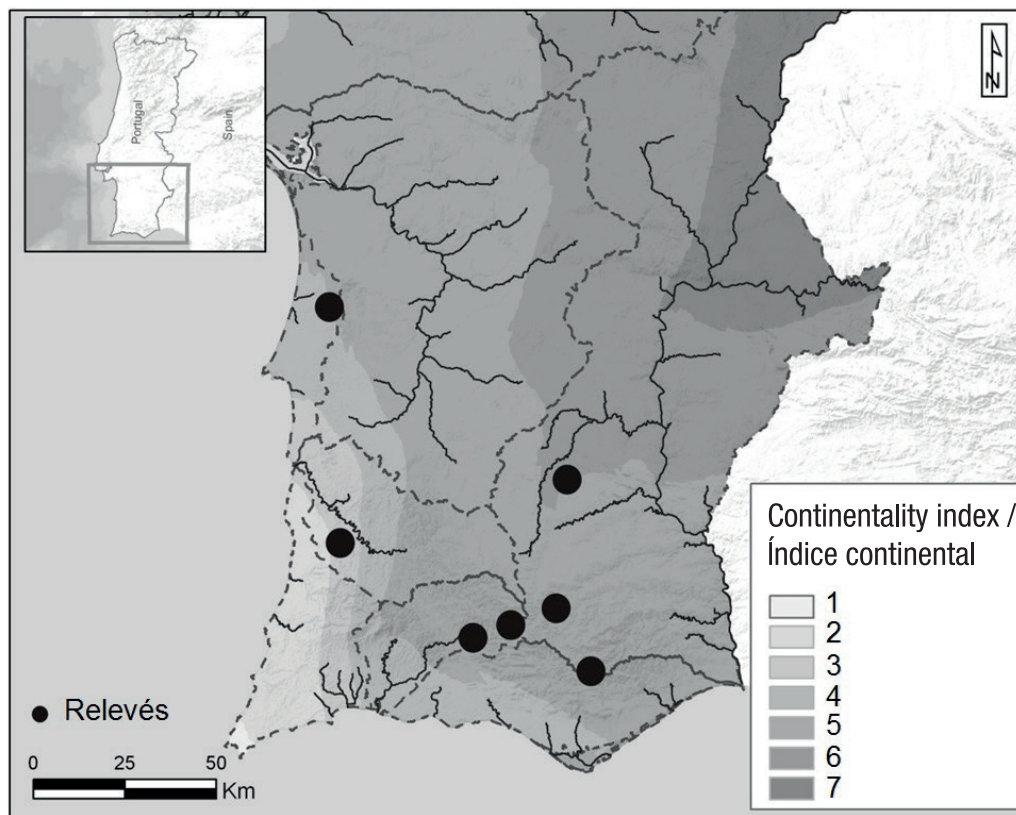 Portugal
Spain
N
Continentality index /
Índice continental
1
2
3
4
5
6
7
Relevés
0 25 50
Km